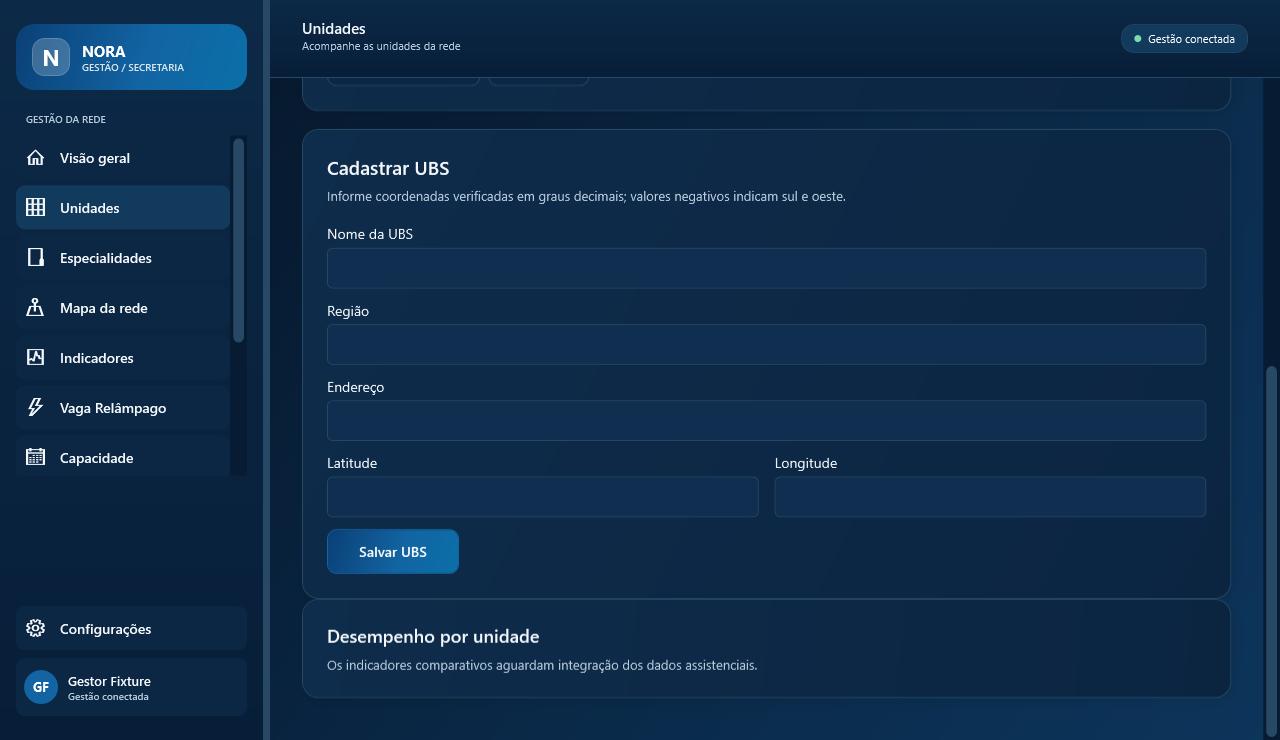 N
NORA
GESTÃO / SECRETARIA
GESTÃO DA REDE
Visão geral
Unidades
Especialidades
Mapa da rede
Indicadores
Vaga Relâmpago
Capacidade
Configurações
GF
Gestor Fixture
Gestão conectada
Unidades
Acompanhe as unidades da rede
Gestão conectada
Cadastrar UBS
Informe coordenadas verificadas em graus decimais; valores negativos indicam sul e oeste.
Nome da UBS
Região
Endereço
Latitude
Longitude
Salvar UBS
Desempenho por unidade
Os indicadores comparativos aguardam integração dos dados assistenciais.